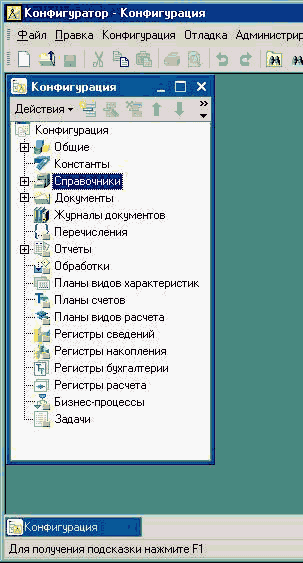 Конфигуратор - Конфигурация
Файл Правка Конфигурация Отладка Администрир
Конфигурация
Действия
Конфигурация
Общие
Константы
Справочники
Документы
Журналы документов
Перечисления
Отчеты
Обработки
Планы видов характеристик
Планы счетов
Планы видов расчета
Регистры сведений
Регистры накопления
Регистры бухгалтерии
Регистры расчета
Бизнес-процессы
Задачи
Конфигурация
Для получения подсказки нажмите F1